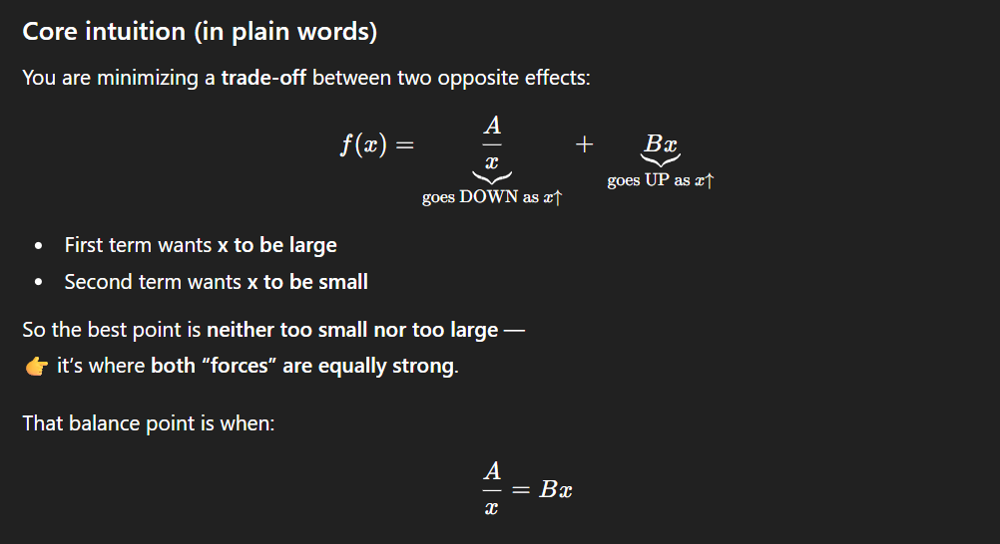 Core intuition (in plain words)
You are minimizing a trade-off between two opposite effects:
f(x) = A/x + Bx
goes DOWN as x↑
goes UP as x↑
• First term wants x to be large
• Second term wants x to be small
So the best point is neither too small nor too large —
👉 it’s where both “forces” are equally strong.
That balance point is when:
A/x = Bx